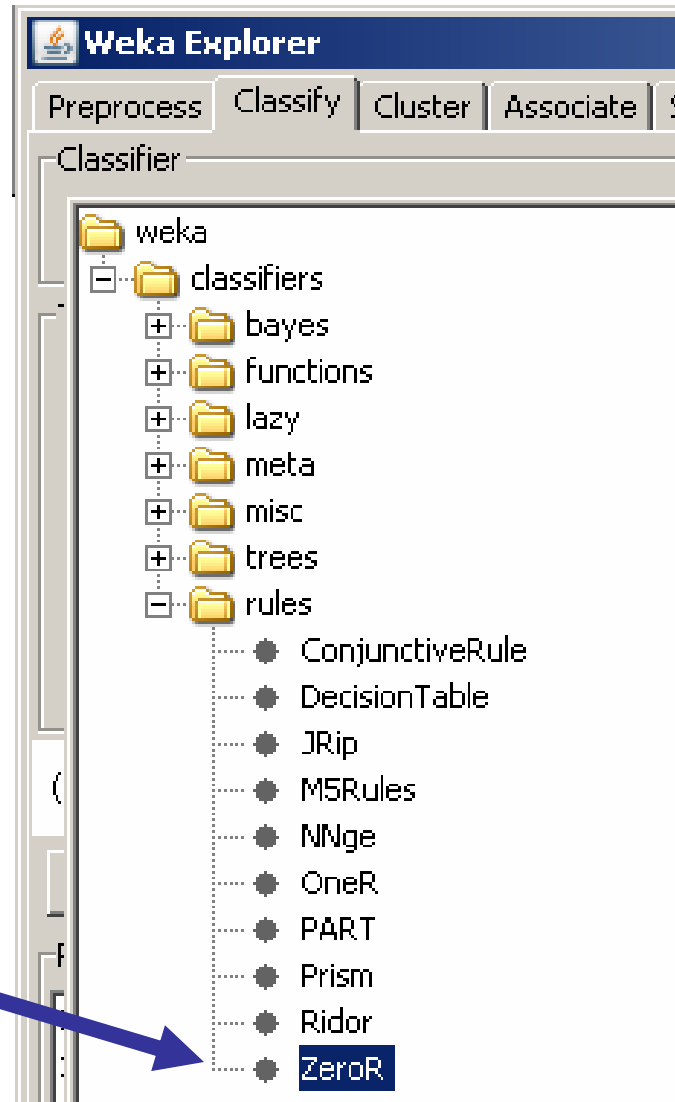 Weka Explorer
Preprocess Classify Cluster Associate
Classifier
weka
classifiers
bayes
functions
lazy
meta
misc
trees
rules
ConjunctiveRule
DecisionTable
JRip
M5Rules
NNge
OneR
PART
Prism
Ridor
ZeroR